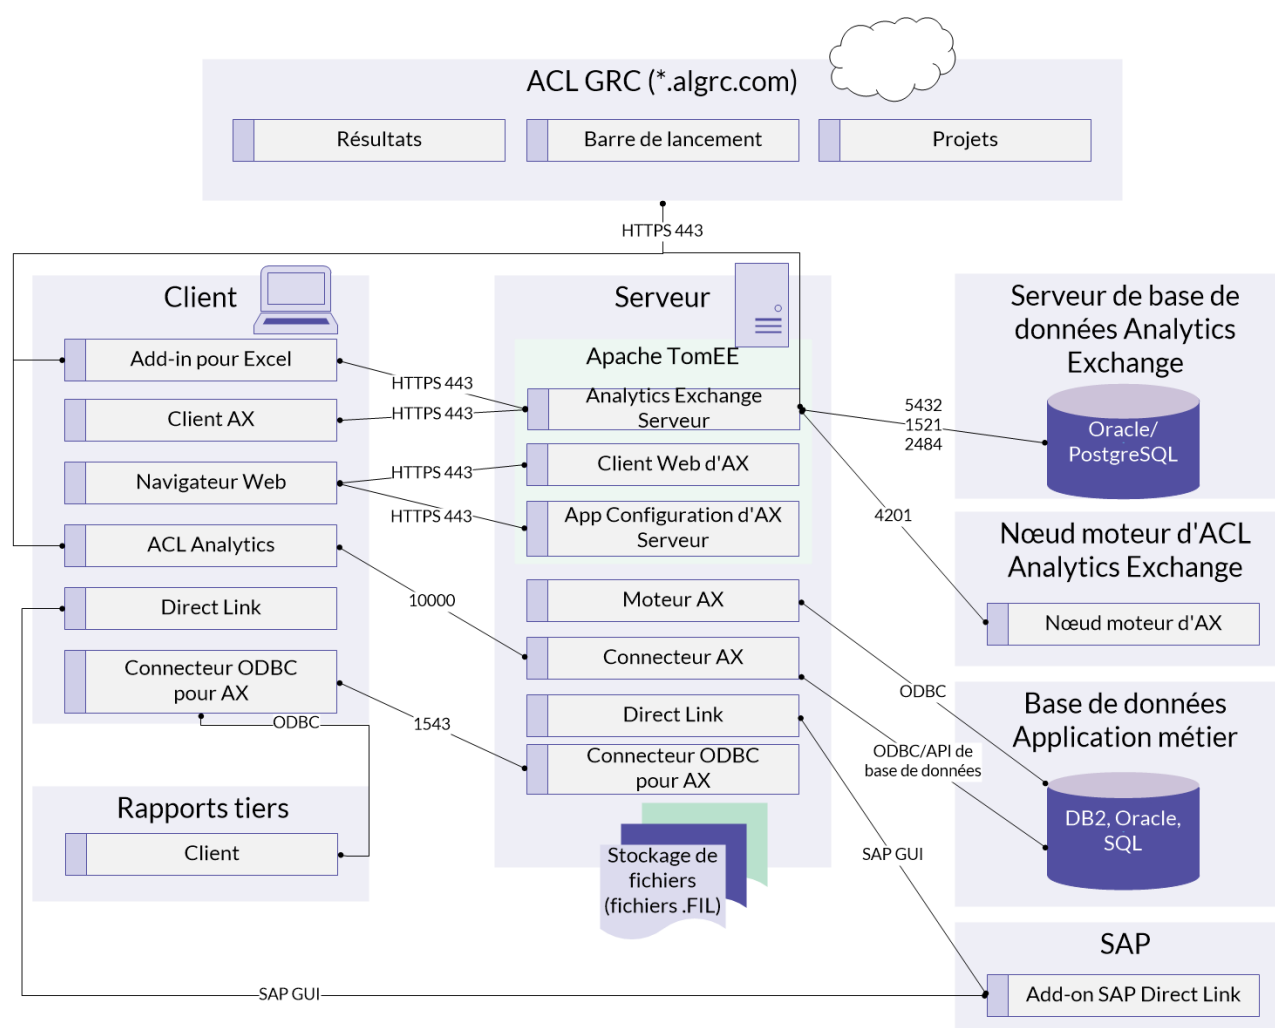 ACL GRC (*.algrc.com)
Résultats
Barre de lancement
Projets
HTTPS 443
Client
Add-in pour Excel
Client AX
Navigateur Web
ACL Analytics
Direct Link
Connecteur ODBC
pour AX
ODBC
Rapports tiers
Client
HTTPS 443
HTTPS 443
HTTPS 443
HTTPS 443
10000
1543
Serveur
Apache TomEE
Analytics Exchange
Serveur
Client Web d'AX
App Configuration d'AX
Serveur
Moteur AX
Connecteur AX
Direct Link
Connecteur ODBC
pour AX
Stockage de
fichiers
(fichiers .FIL)
5432
1521
2484
4201
ODBC
ODBC/API de
base de données
SAP GUI
SAP GUI
Serveur de base de
données Analytics
Exchange
Oracle/
PostgreSQL
Nœud moteur d'ACL
Analytics Exchange
Nœud moteur d'AX
Base de données
Application métier
DB2, Oracle,
SQL
SAP
Add-on SAP Direct Link